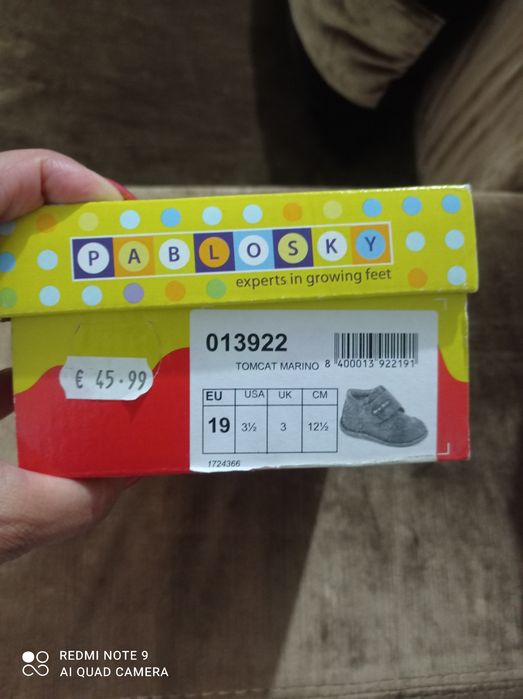 PABLOSKY
experts in growing feet
€ 45.99
013922
TOMCAT MARINO
8 400013 922191
EU USA UK CM
19 3½ 3 12½
1724366
REDMI NOTE 9
AI QUAD CAMERA